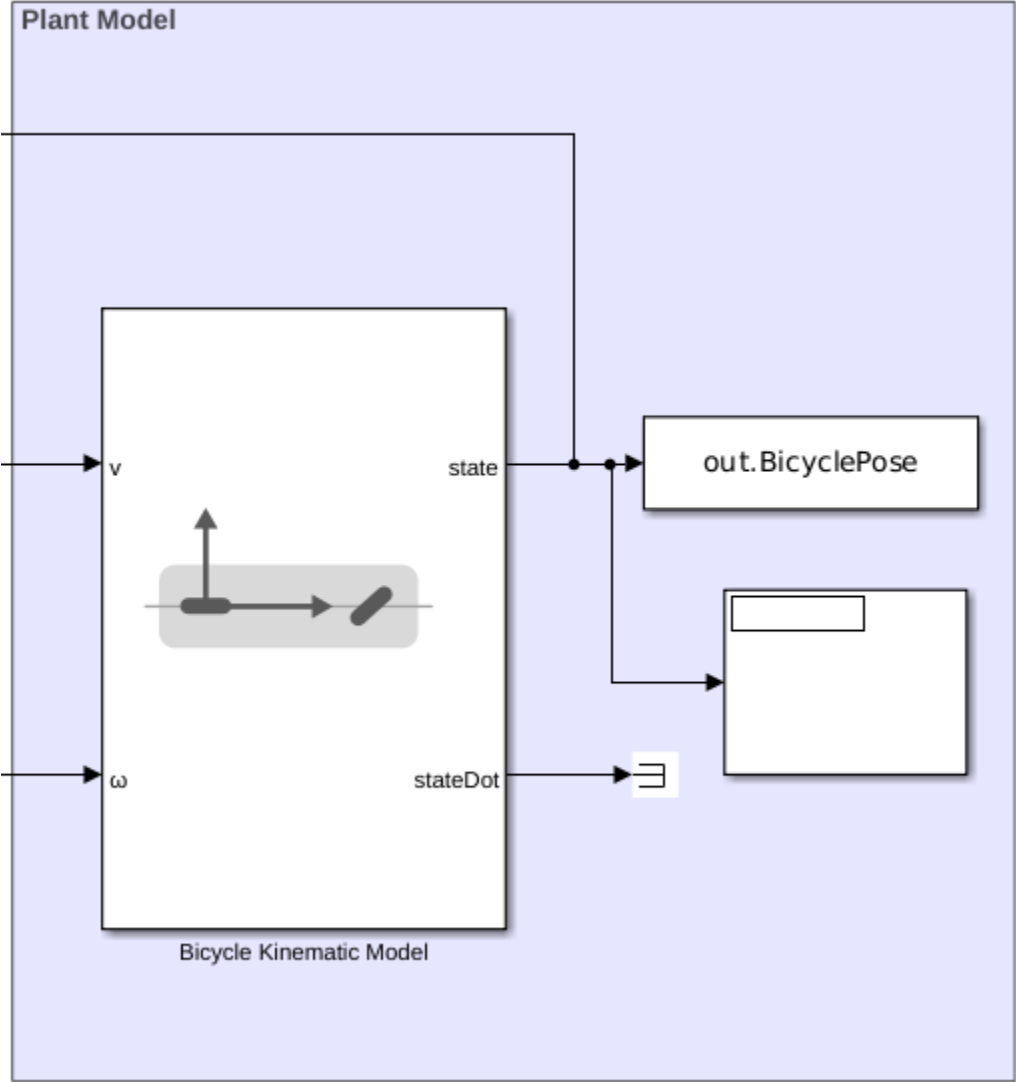 Plant Model
v
state
out.BicyclePose
ω
stateDot
Bicycle Kinematic Model